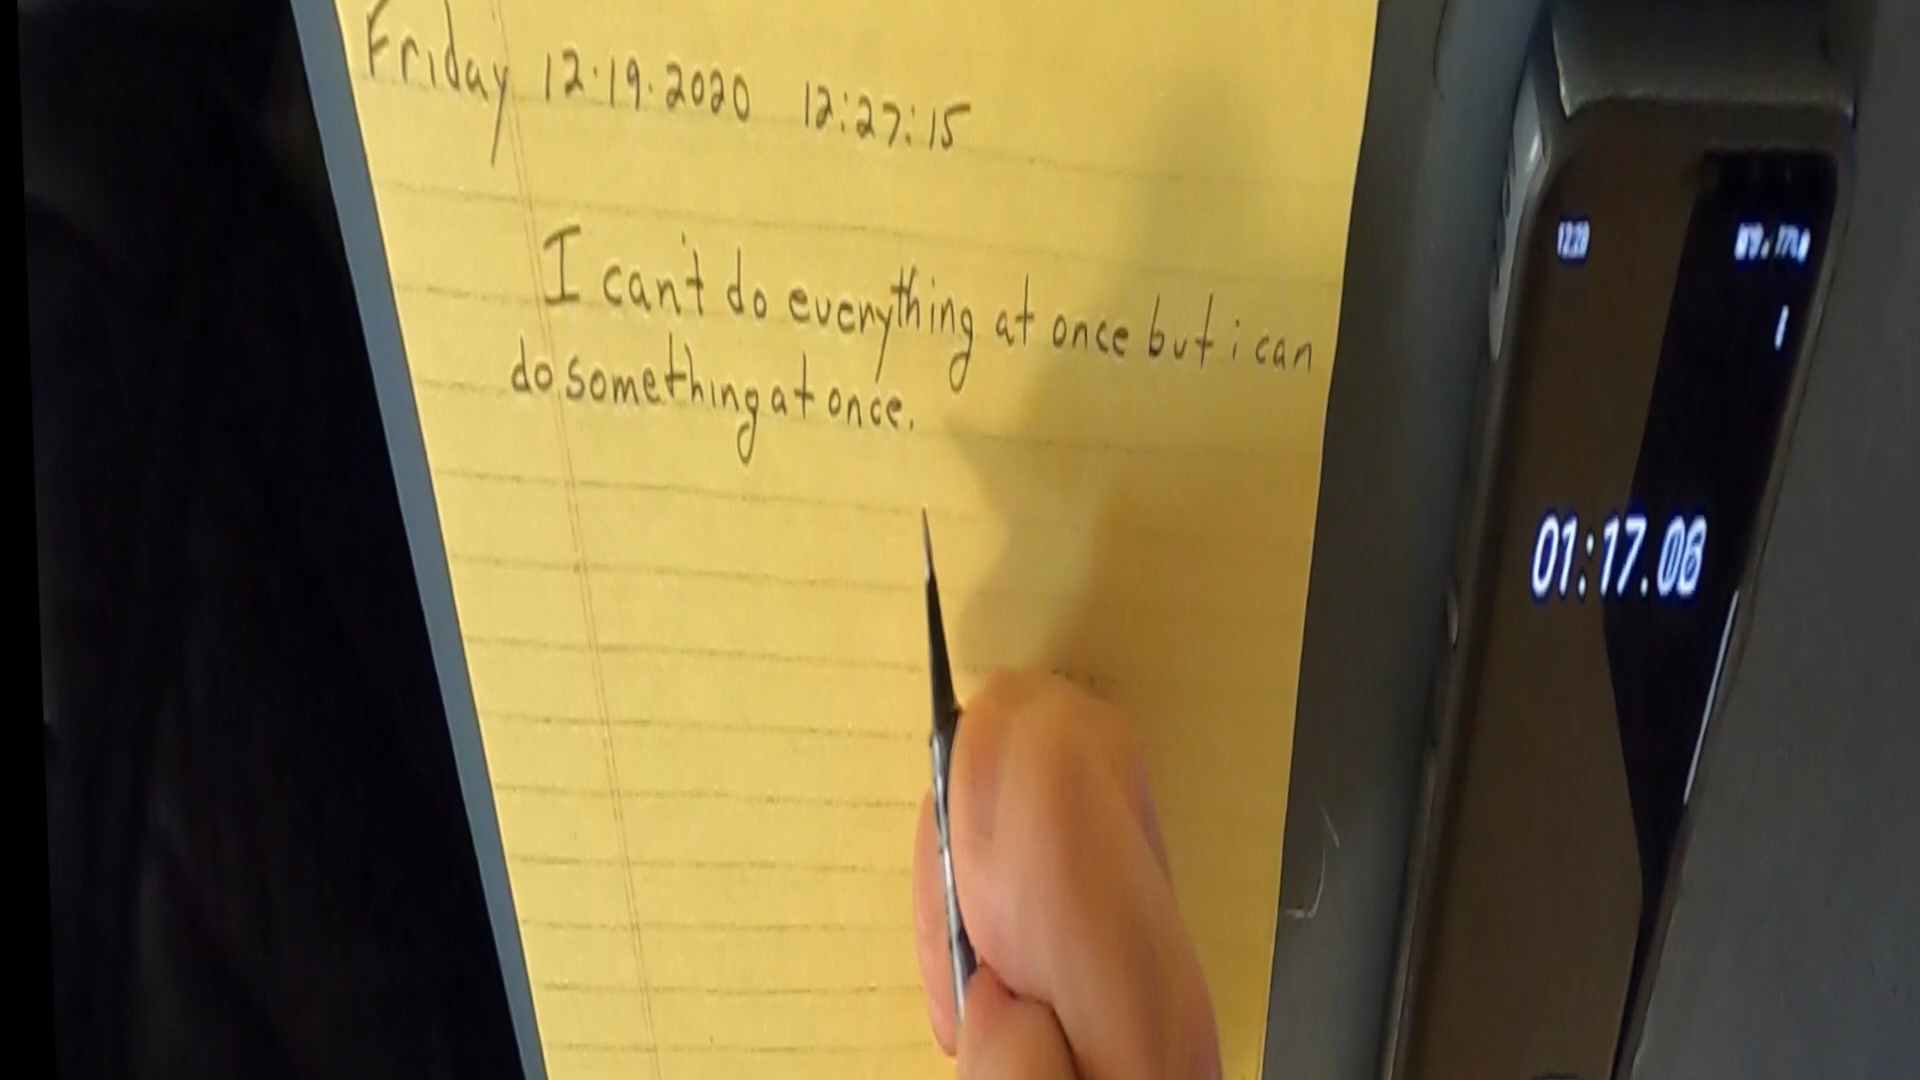 Friday 12.19.2020 12:27:15
I can't do everything at once but i can
do something at once.
01:17.06